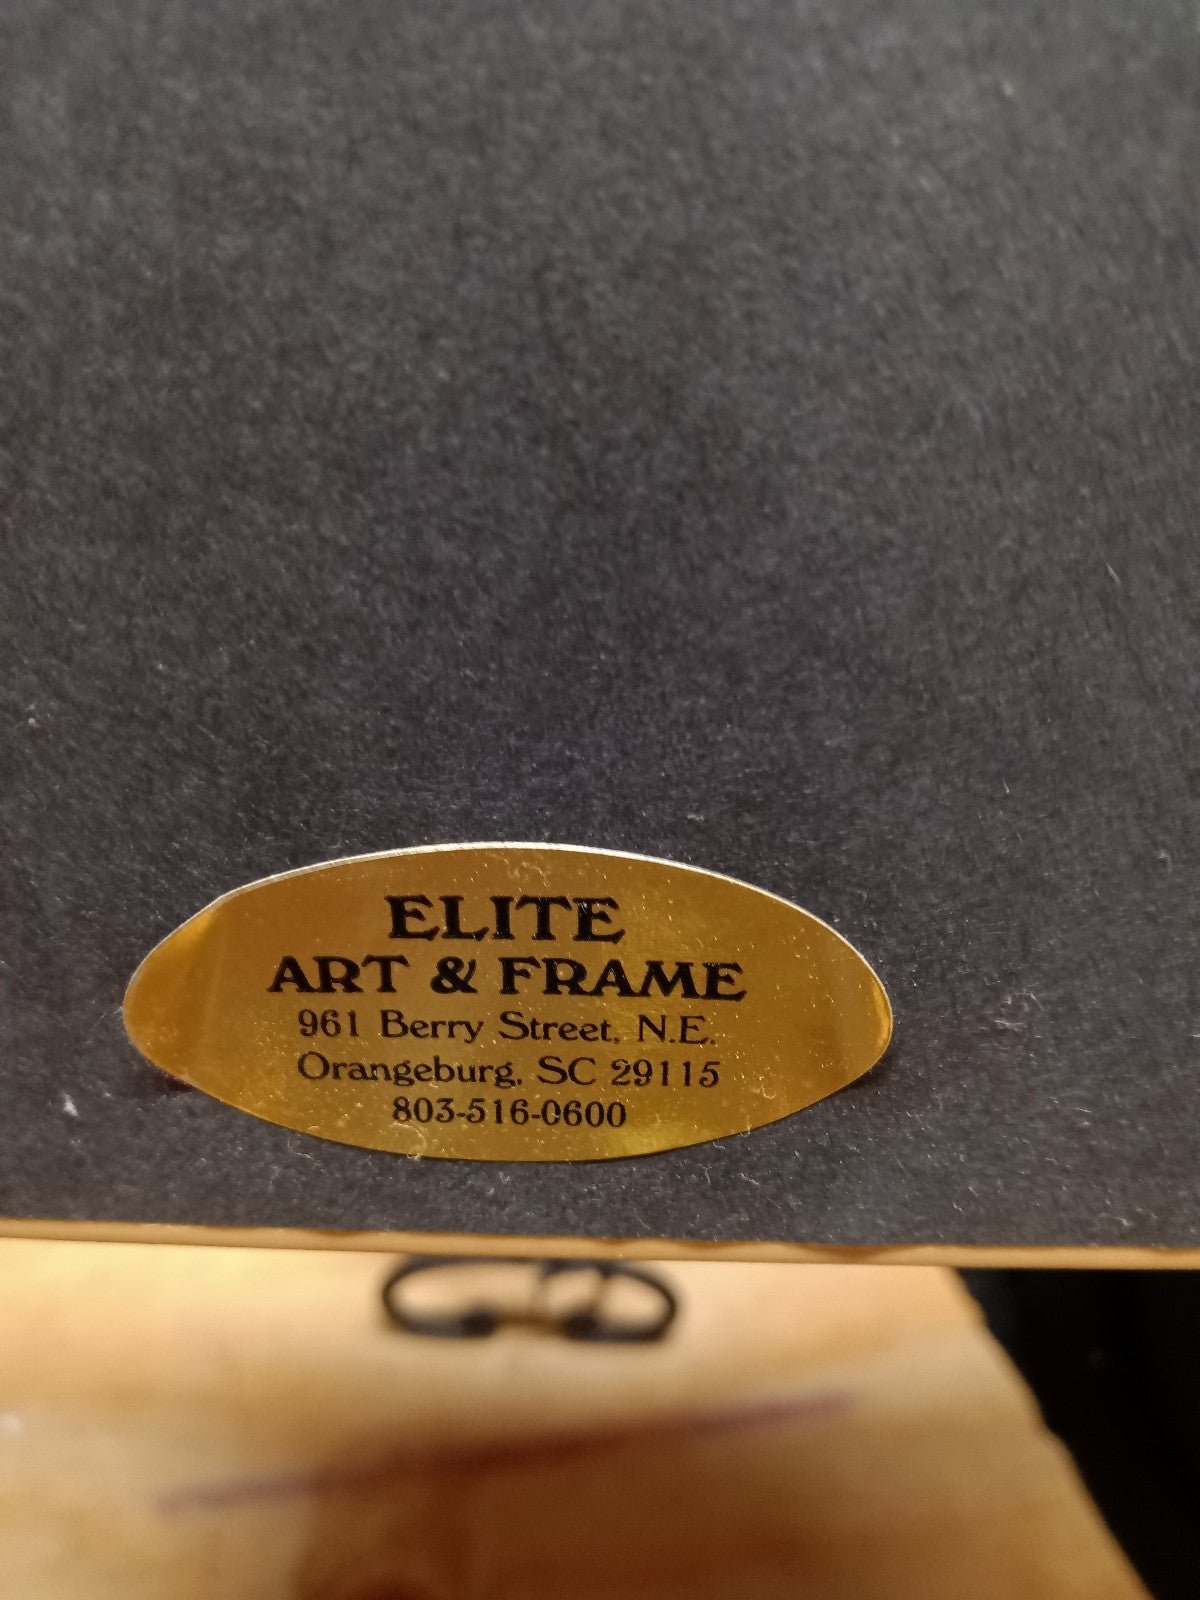 ELITE
ART & FRAME
961 Berry Street, N.E.
Orangeburg, SC 29115
803-516-0600